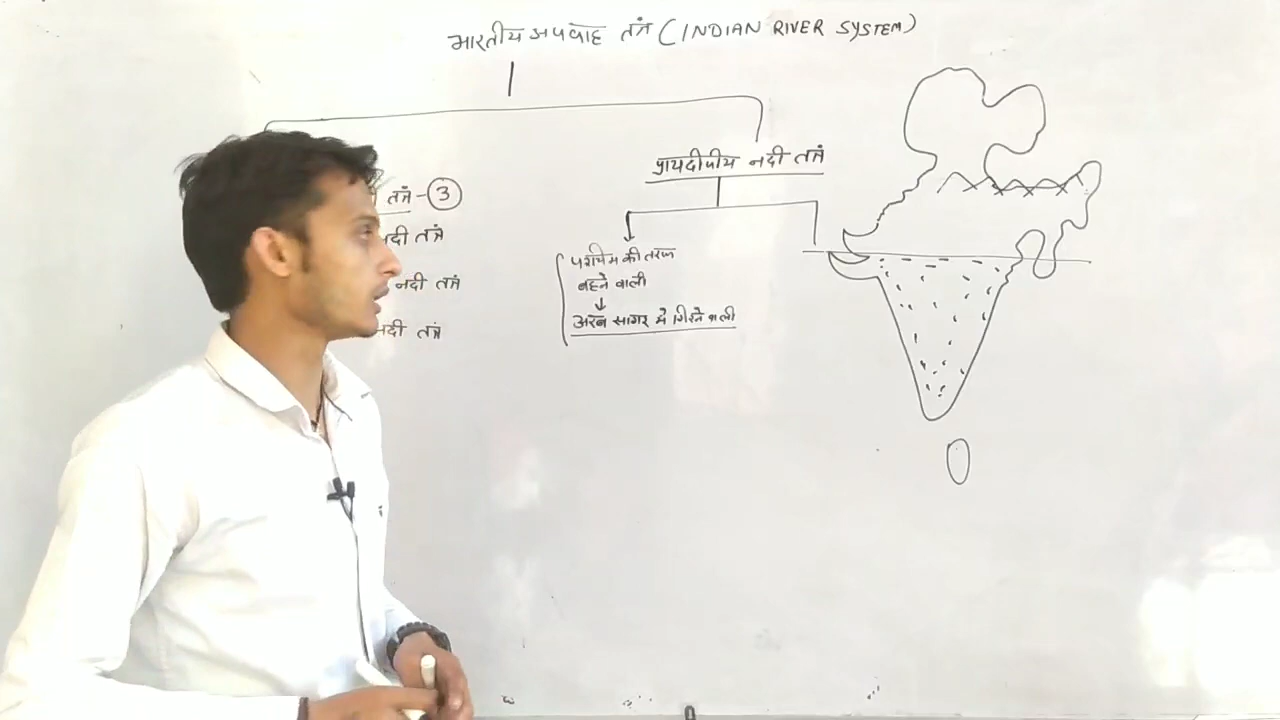 भारतीय अपवाह तंत्र (INDIAN RIVER SYSTEM)
तंत्र - 3
नदी तंत्र
नदी तंत्र
नदी तंत्र
प्रायद्वीपीय नदी तंत्र
पश्चिम की तरफ
बहने वाली
अरब सागर मे गिरने वाली